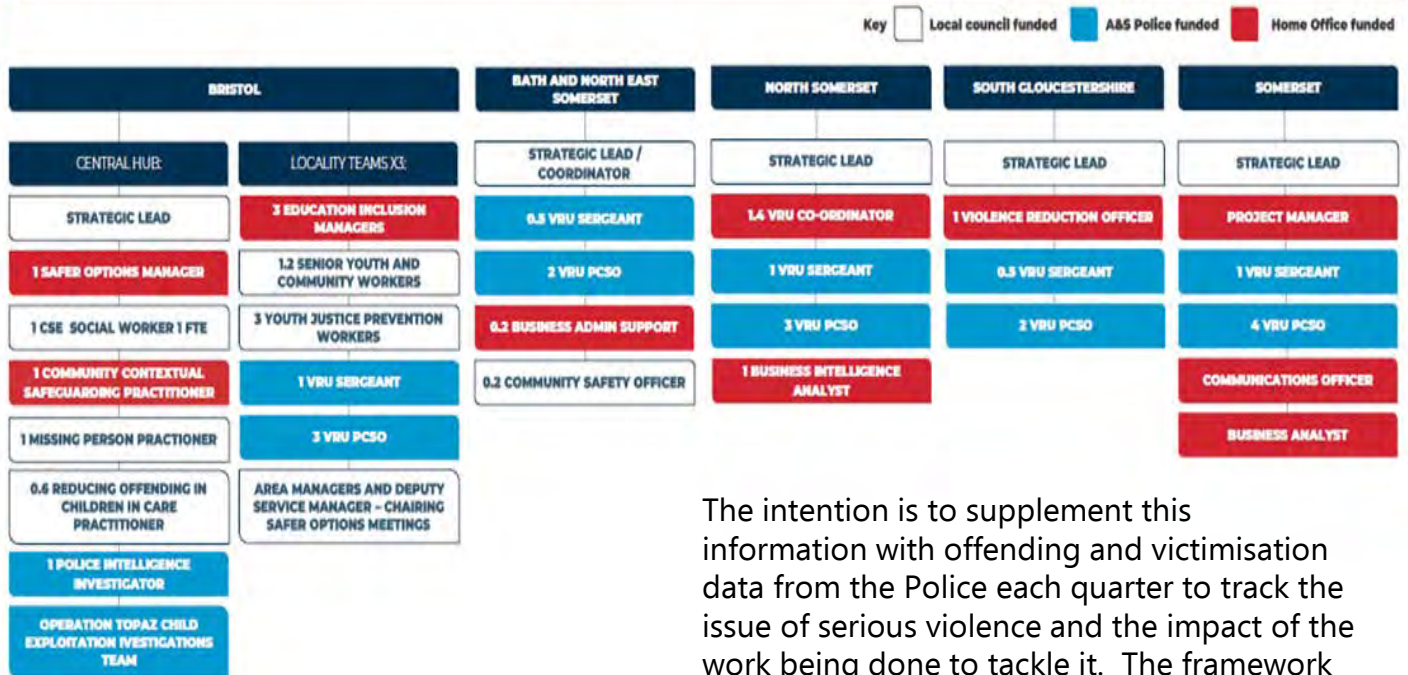 Key Local council funded A&S Police funded Home Office funded
BRISTOL
CENTRAL HUB:
STRATEGIC LEAD
1 SAFER OPTIONS MANAGER
1 CSE SOCIAL WORKER 1 FTE
1 COMMUNITY CONTEXTUAL
SAFEGUARDING PRACTITIONER
1 MISSING PERSON PRACTIONER
0.6 REDUCING OFFENDING IN
CHILDREN IN CARE
PRACTITIONER
1 POLICE INTELLIGENCE
INVESTIGATOR
OPERATION TOPAZ CHILD
EXPLOITATION IVESTIGATIONS
TEAM
LOCALITY TEAMS X3:
3 EDUCATION INCLUSION
MANAGERS
1.2 SENIOR YOUTH AND
COMMUNITY WORKERS
3 YOUTH JUSTICE PREVENTION
WORKERS
1 VRU SERGEANT
3 VRU PCSO
AREA MANAGERS AND DEPUTY
SERVICE MANAGER - CHAIRING
SAFER OPTIONS MEETINGS
BATH AND NORTH EAST
SOMERSET
STRATEGIC LEAD /
COORDINATOR
0.5 VRU SERGEANT
2 VRU PCSO
0.2 BUSINESS ADMIN SUPPORT
0.2 COMMUNITY SAFETY OFFICER
NORTH SOMERSET
STRATEGIC LEAD
1.4 VRU CO-ORDINATOR
1 VRU SERGEANT
3 VRU PCSO
1 BUSINESS INTELLIGENCE
ANALYST
SOUTH GLOUCESTERSHIRE
STRATEGIC LEAD
1 VIOLENCE REDUCTION OFFICER
0.5 VRU SERGEANT
2 VRU PCSO
SOMERSET
STRATEGIC LEAD
PROJECT MANAGER
1 VRU SERGEANT
4 VRU PCSO
COMMUNICATIONS OFFICER
BUSINESS ANALYST
The intention is to supplement this
information with offending and victimisation
data from the Police each quarter to track the
issue of serious violence and the impact of the
work being done to tackle it. The framework